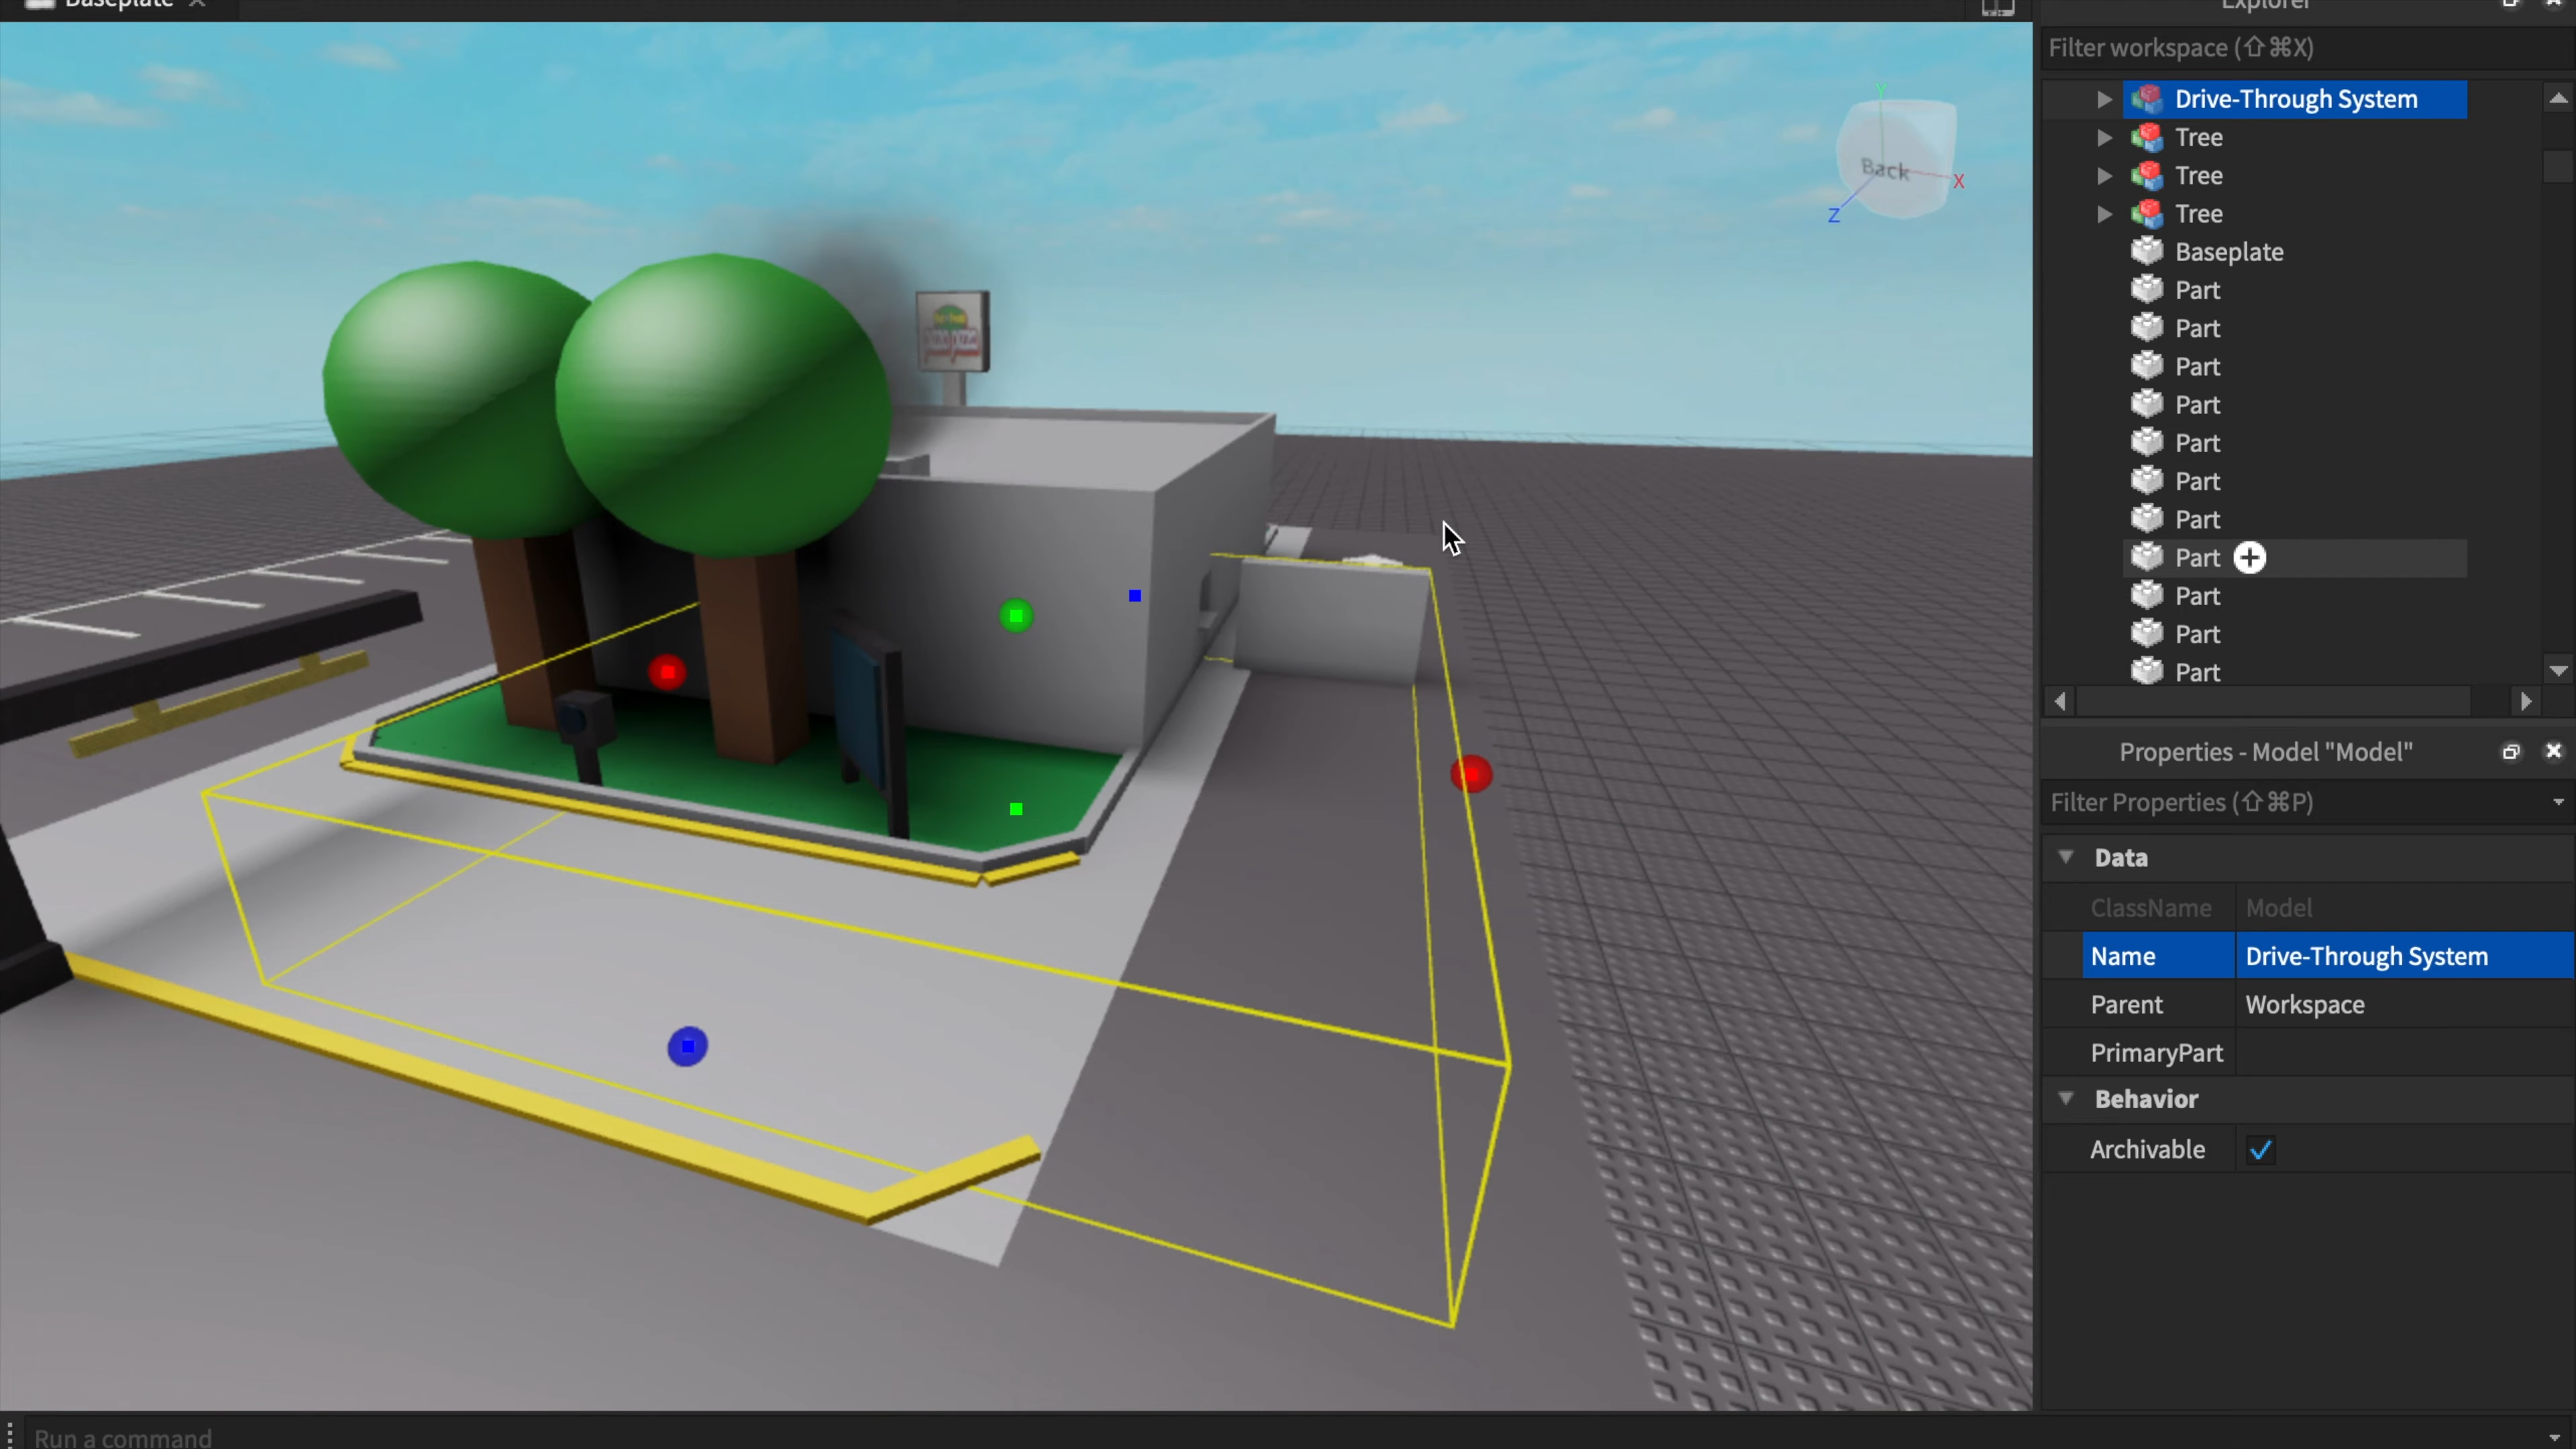 Baseplate
Explorer
Filter workspace (⇧⌘X)
Drive-Through System
Tree
Tree
Tree
Baseplate
Part
Part
Part
Part
Part
Part
Part
Part
Part
Part
Part
Y
Back
X
Z
Properties - Model "Model"
Filter Properties (⇧⌘P)
Data
ClassName Model
Name Drive-Through System
Parent Workspace
PrimaryPart
Behavior
Archivable
Run a command